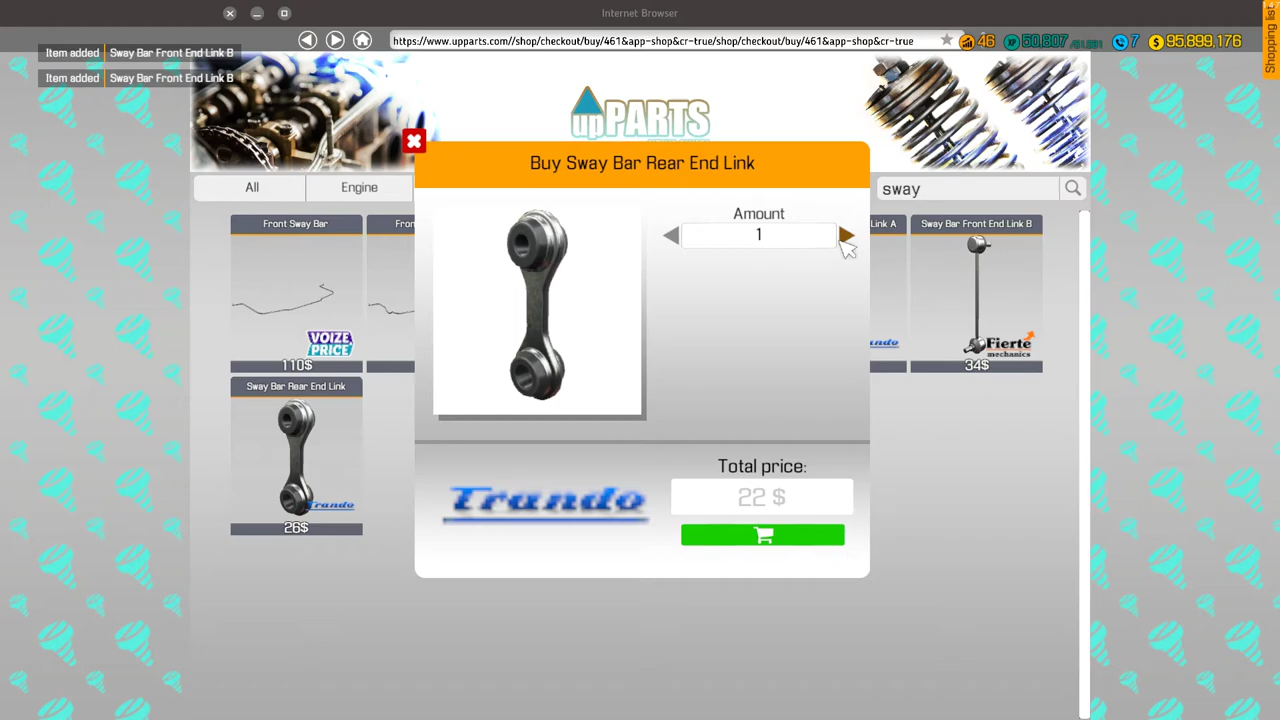 Internet Browser
https://www.upparts.com//shop/checkout/buy/461&app-shop&cr-true/shop/checkout/buy/461&app-shop&cr-true
46
50,807
7
95,899,176
Shopping list
Item added Sway Bar Front End Link B
Item added Sway Bar Front End Link B
upPARTS
Buy Sway Bar Rear End Link
All
Engine
sway
Front Sway Bar
VOIZE PRICE
110$
Fron
Link A
Trando
Sway Bar Front End Link B
Fierté mechanics
34$
Sway Bar Rear End Link
Trando
26$
Amount
1
Trando
Total price:
22 $